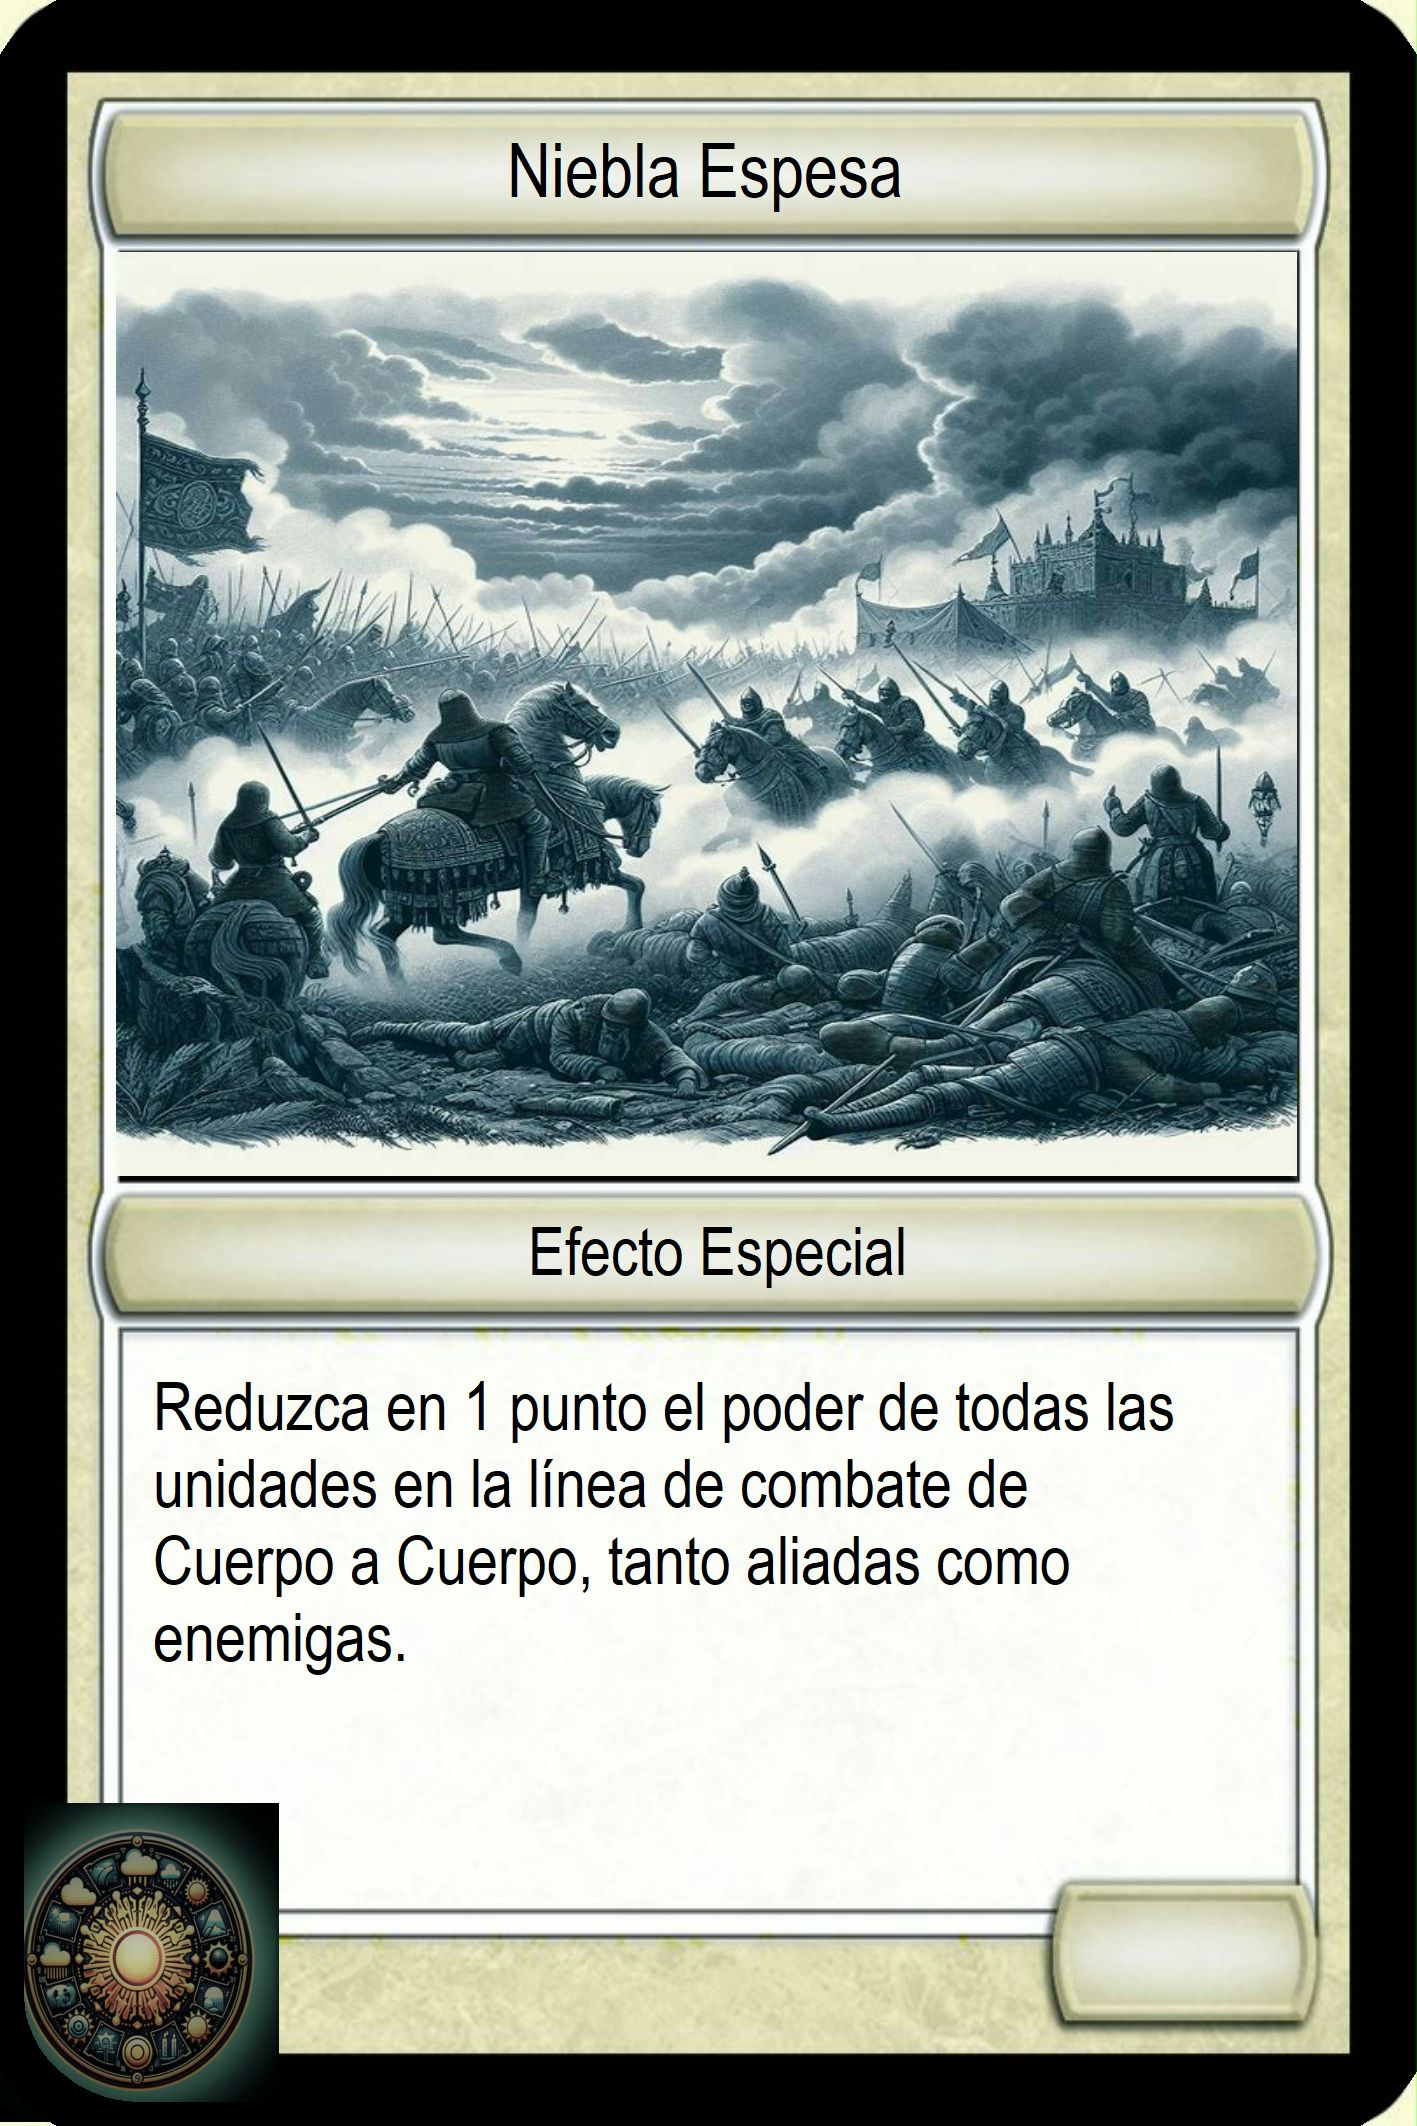 Niebla Espesa
Efecto Especial
Reduzca en 1 punto el poder de todas las
unidades en la línea de combate de
Cuerpo a Cuerpo, tanto aliadas como
enemigas.